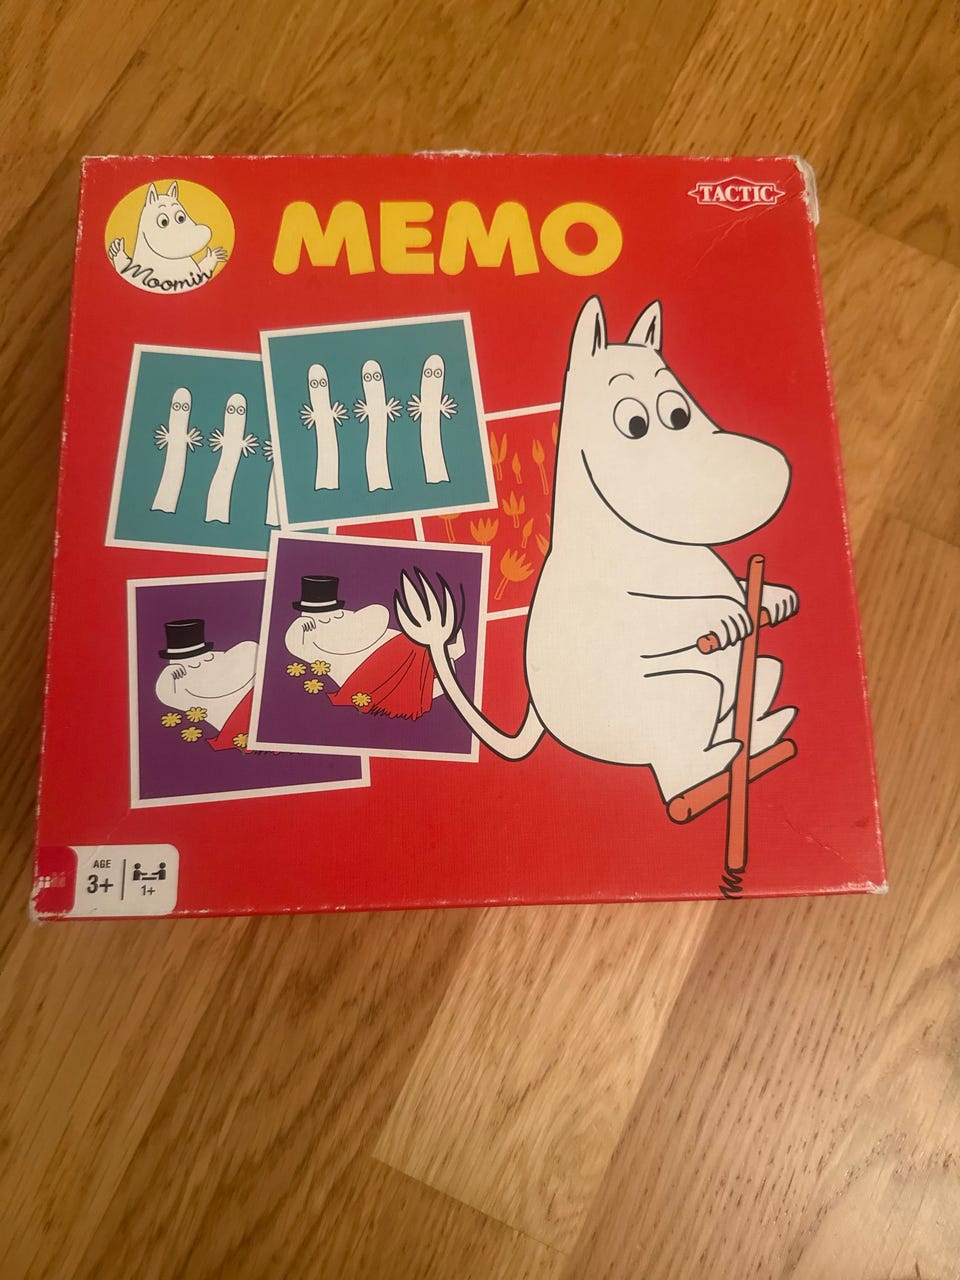 Moomin
MEMO
TACTIC
AGE
3+
1+